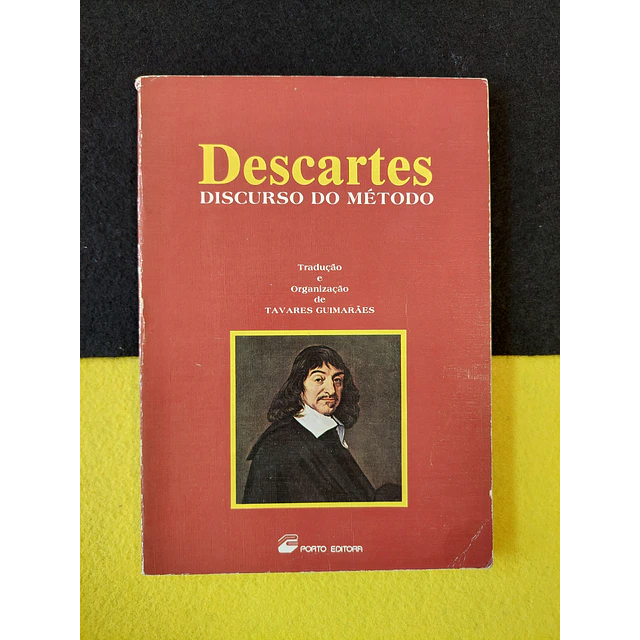 Descartes
DISCURSO DO MÉTODO
Tradução
e
Organização
de
TAVARES GUIMARÃES
PORTO EDITORA